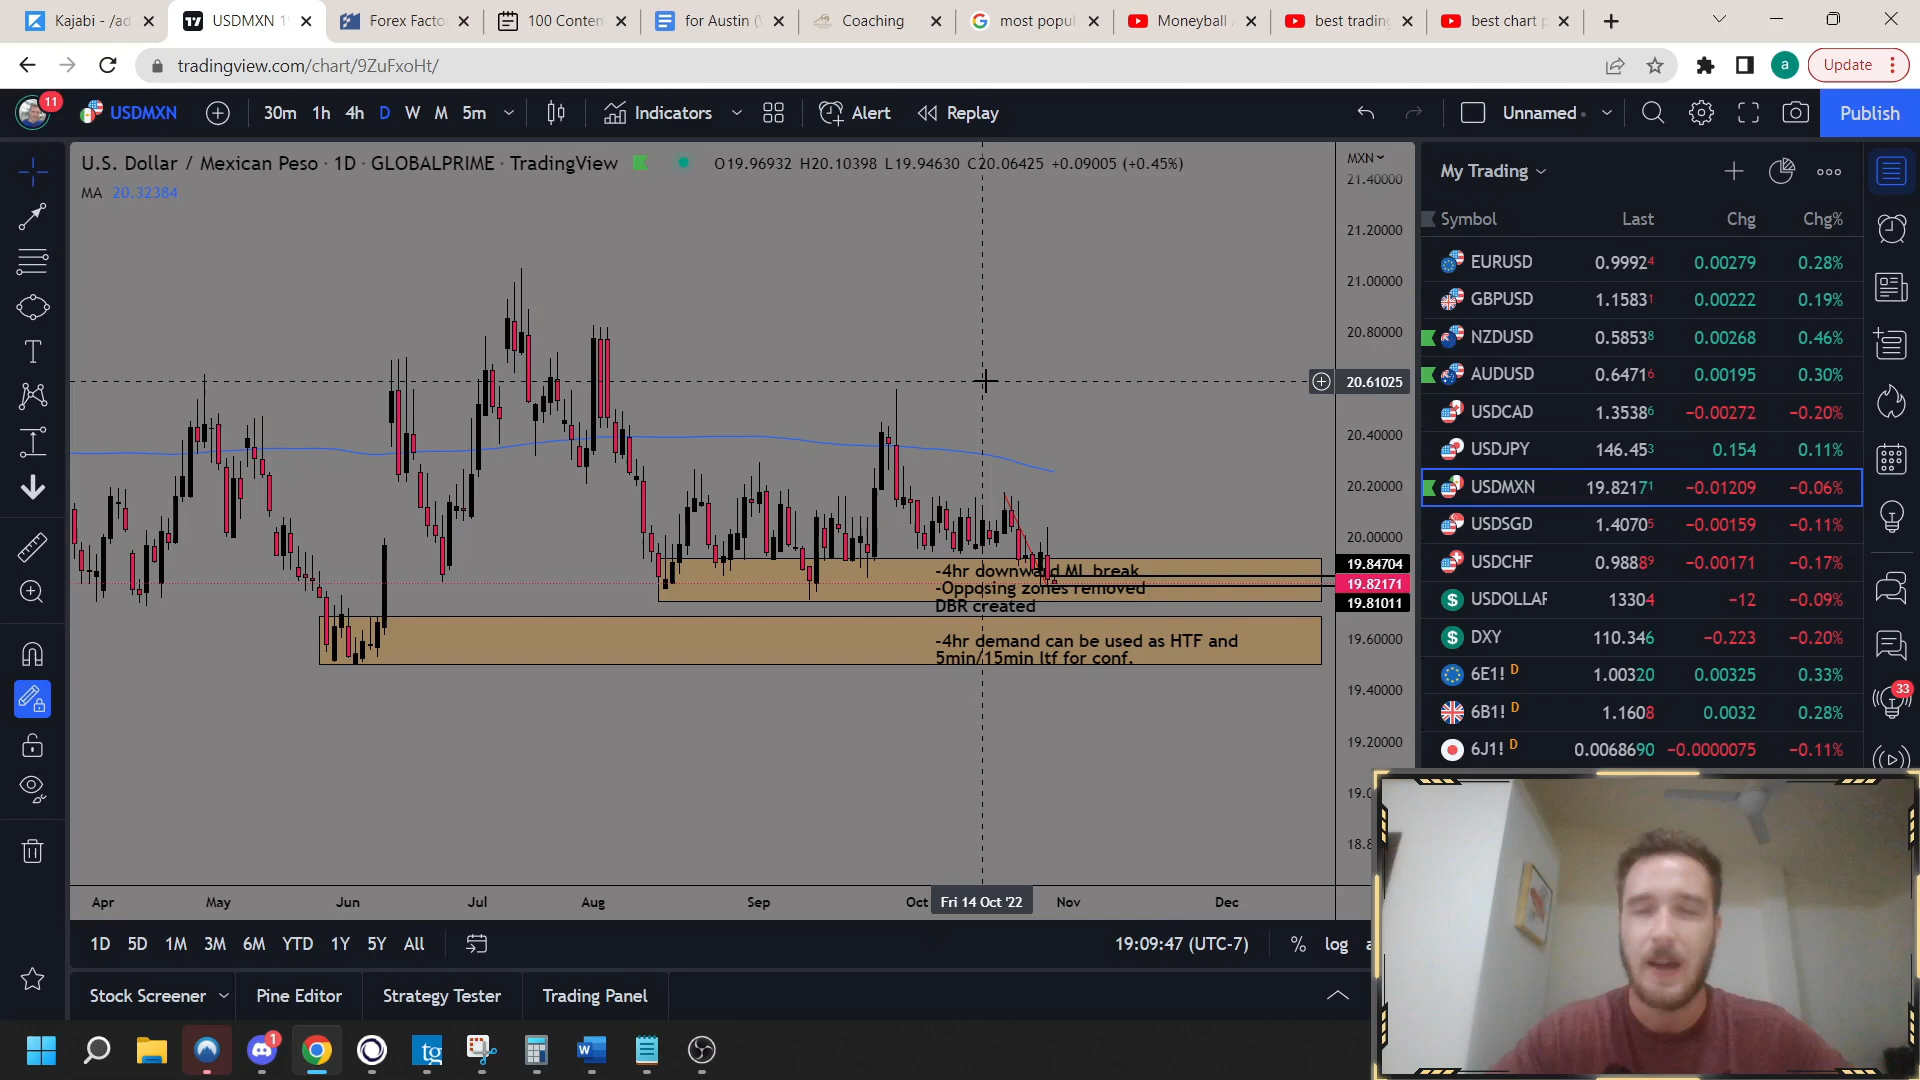 Kajabi - /ad
USDMXN 1
Forex Facto
100 Conten
for Austin (
Coaching
most popul
Moneyball
best trading
best chart p
tradingview.com/chart/9ZuFxoHt/
a
Update
11
USDMXN
30m 1h 4h D W M 5m
Indicators
Alert
Replay
Unnamed
Publish
U.S. Dollar / Mexican Peso · 1D · GLOBALPRIME · TradingView
O19.96932 H20.10398 L19.94630 C20.06425 +0.09005 (+0.45%)
MA 20.32384
MXN
21.40000
21.20000
21.00000
20.80000
20.61025
20.40000
20.20000
20.00000
19.84704
19.82171
19.81011
19.60000
19.40000
19.20000
-4hr downward ML break
-Opposing zones removed
DBR created
-4hr demand can be used as HTF and
5min/15min ltf for conf.
Apr May Jun Jul Aug Sep Oct Fri 14 Oct '22 Nov Dec
1D 5D 1M 3M 6M YTD 1Y 5Y All
19:09:47 (UTC-7) % log
Stock Screener
Pine Editor
Strategy Tester
Trading Panel
My Trading
Symbol Last Chg Chg%
EURUSD 0.99924 0.00279 0.28%
GBPUSD 1.15831 0.00222 0.19%
NZDUSD 0.58538 0.00268 0.46%
AUDUSD 0.64716 0.00195 0.30%
USDCAD 1.35386 −0.00272 −0.20%
USDJPY 146.453 0.154 0.11%
USDMXN 19.82171 −0.01209 −0.06%
USDSGD 1.40705 −0.00159 −0.11%
USDCHF 0.98889 −0.00171 −0.17%
USDOLLAR 13304 −12 −0.09%
DXY 110.346 −0.223 −0.20%
6E1! D 1.00320 0.00325 0.33%
6B1! D 1.1608 0.0032 0.28%
6J1! D 0.0068690 −0.0000075 −0.11%
33
1
tg
W